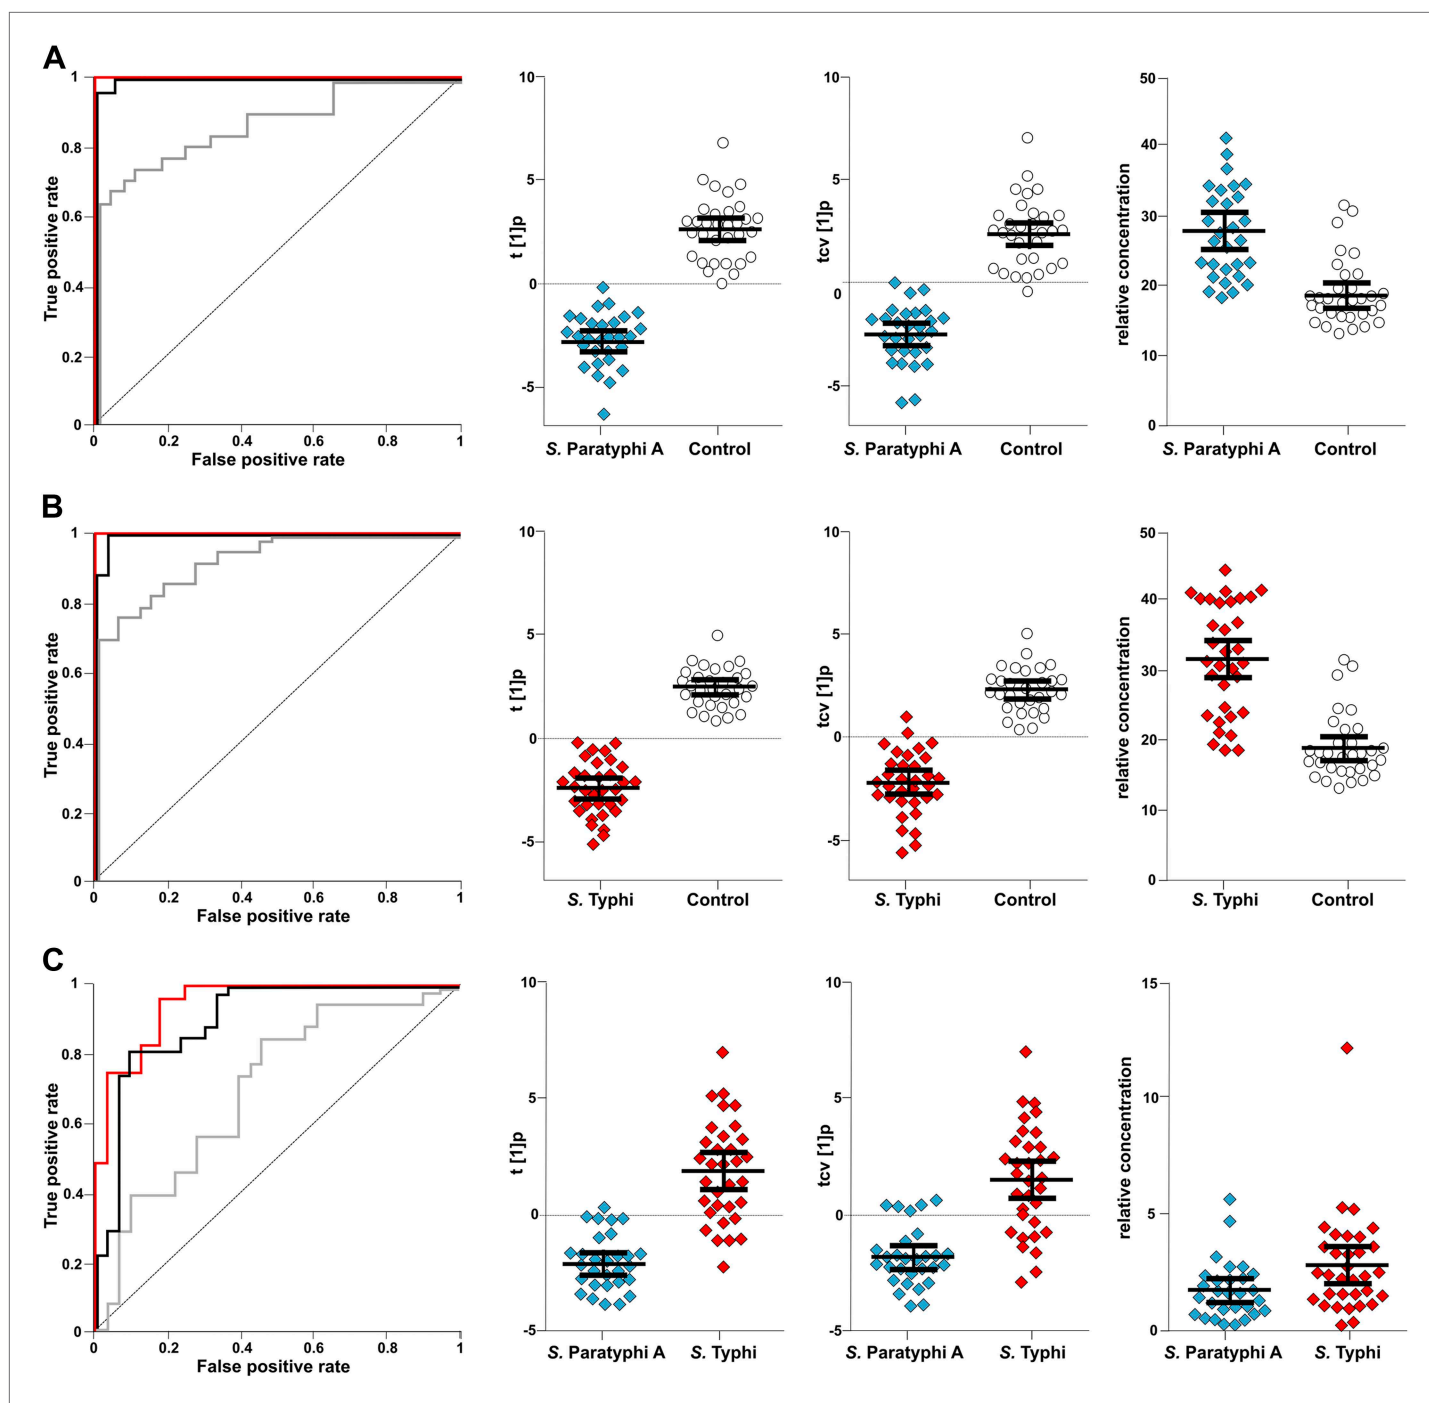 A
True positive rate
1
0.8
0.6
0.4
0.2
0
0 0.2 0.4 0.6 0.8 1
False positive rate
t [1]p
10
5
0
-5
S. Paratyphi A Control
tcv [1]p
10
5
0
-5
S. Paratyphi A Control
relative concentration
50
40
30
20
10
0
S. Paratyphi A Control
B
True positive rate
1
0.8
0.6
0.4
0.2
0
0 0.2 0.4 0.6 0.8 1
False positive rate
t [1]p
10
5
0
-5
S. Typhi Control
tcv [1]p
10
5
0
-5
S. Typhi Control
relative concentration
50
40
30
20
10
0
S. Typhi Control
C
True positive rate
1
0.8
0.6
0.4
0.2
0
0 0.2 0.4 0.6 0.8 1
False positive rate
t [1]p
10
5
0
-5
S. Paratyphi A S. Typhi
tcv [1]p
10
5
0
-5
S. Paratyphi A S. Typhi
relative concentration
15
10
5
0
S. Paratyphi A S. Typhi